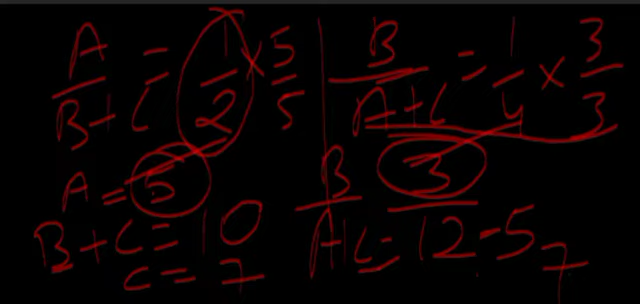 A/(B+C) = 1/2 × 5/5
A = 5
B+C = 10
C = 7
B/(A+C) = 1/4 × 3/3
B/(A+C) = 3/12-5
7